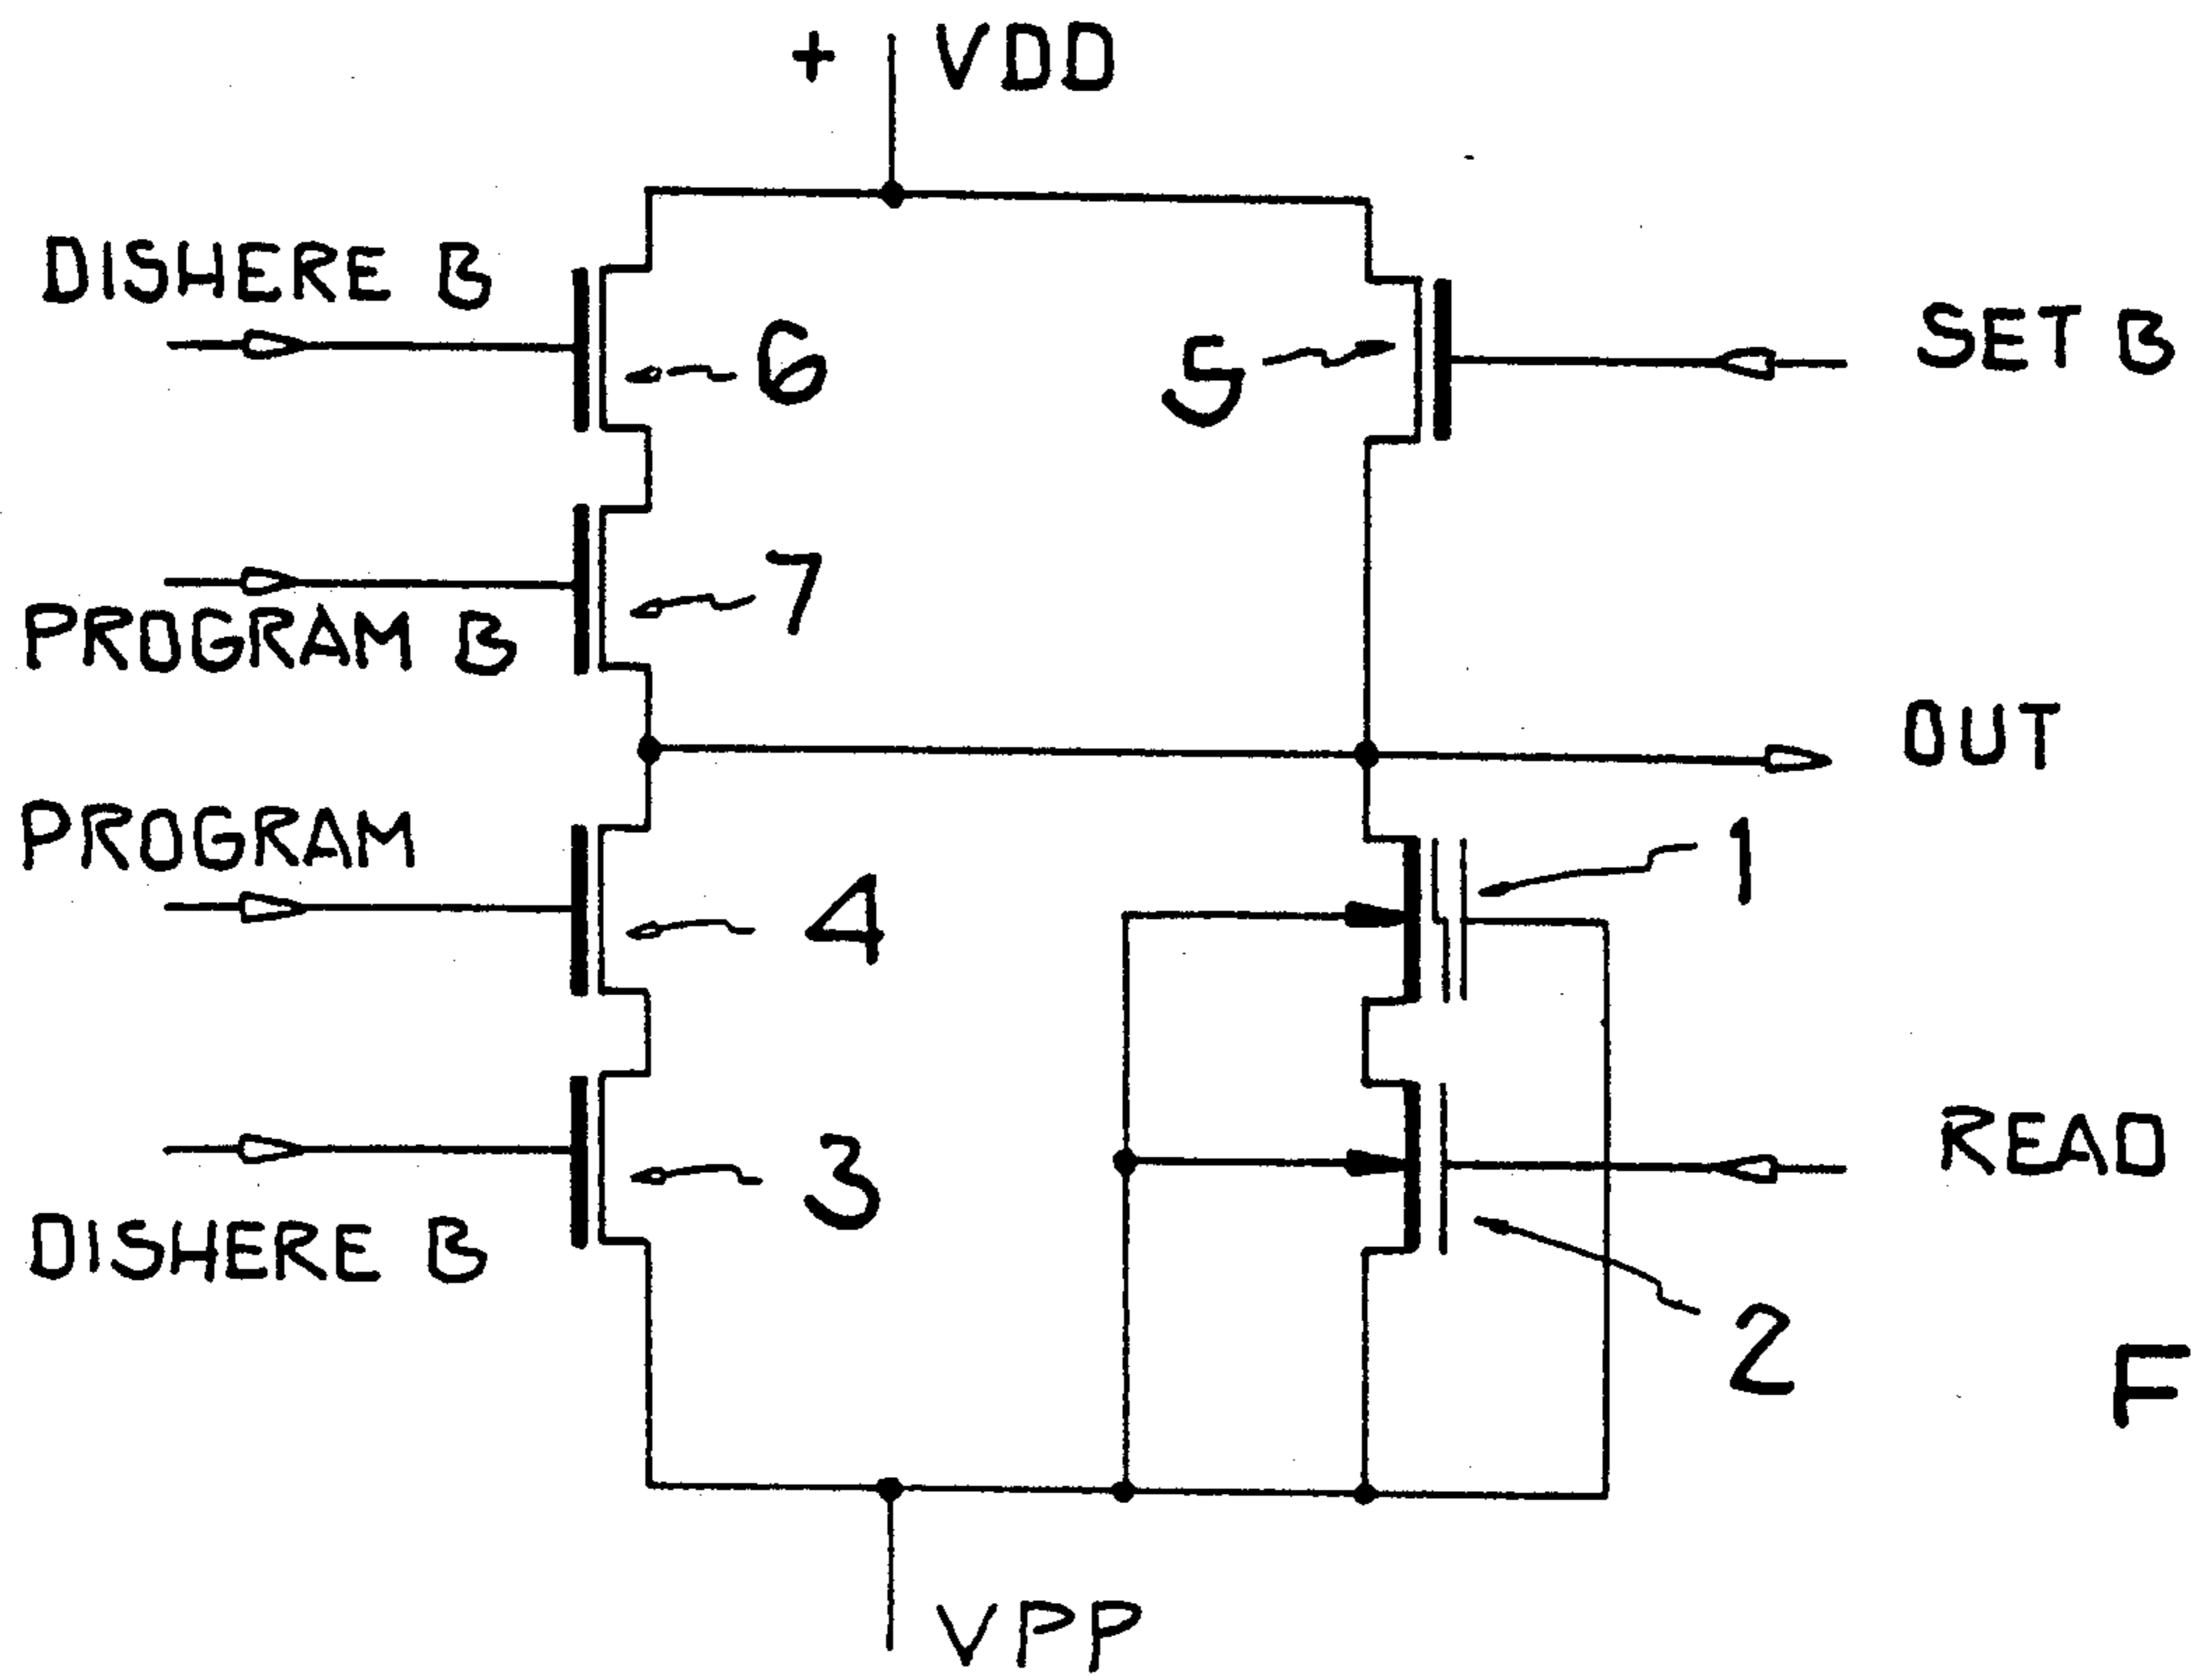 + VDD
DISHERE B
6
5
SET B
7
PROGRAM B
OUT
PROGRAM
1
4
READ
3
DISHERE B
2
F
VPP